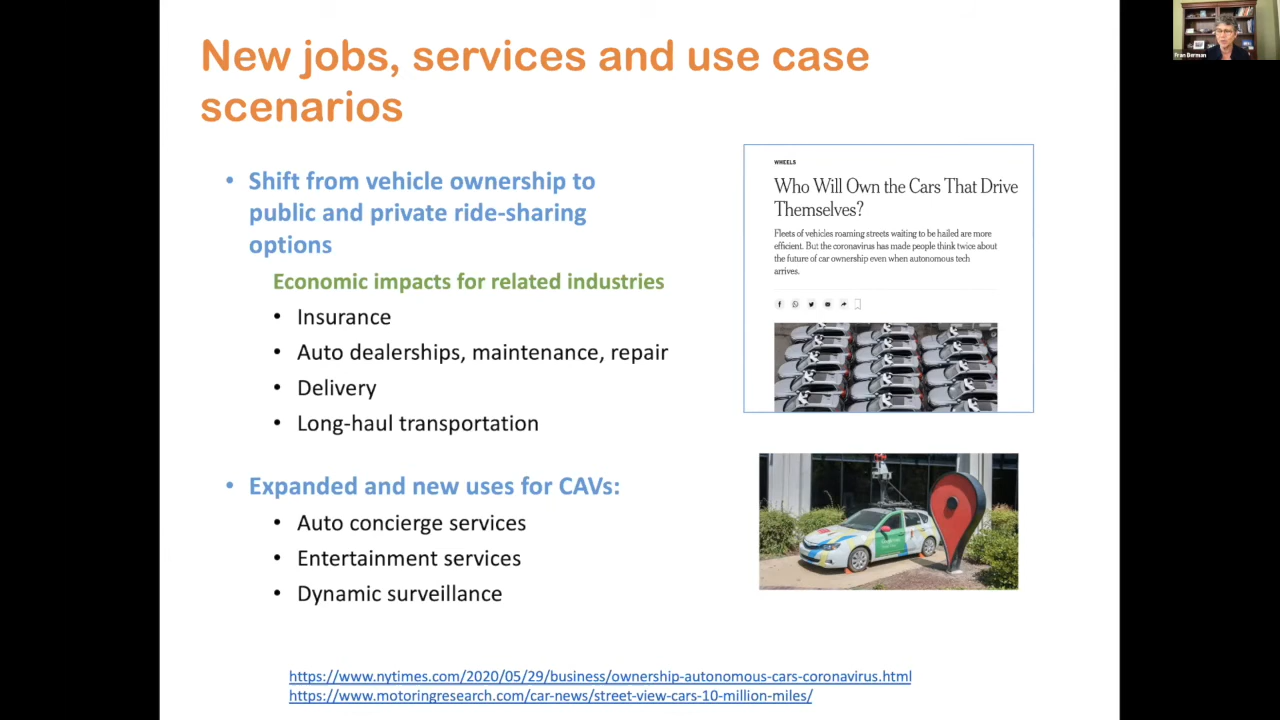 New jobs, services and use case
scenarios
• Shift from vehicle ownership to
public and private ride-sharing
options
Economic impacts for related industries
• Insurance
• Auto dealerships, maintenance, repair
• Delivery
• Long-haul transportation
• Expanded and new uses for CAVs:
• Auto concierge services
• Entertainment services
• Dynamic surveillance
WHEELS
Who Will Own the Cars That Drive
Themselves?
Fleets of vehicles roaming streets waiting to be hailed are more
efficient. But the coronavirus has made people think twice about
the future of car ownership even when autonomous tech
arrives.
https://www.nytimes.com/2020/05/29/business/ownership-autonomous-cars-coronavirus.html
https://www.motoringresearch.com/car-news/street-view-cars-10-million-miles/
Fran Berman